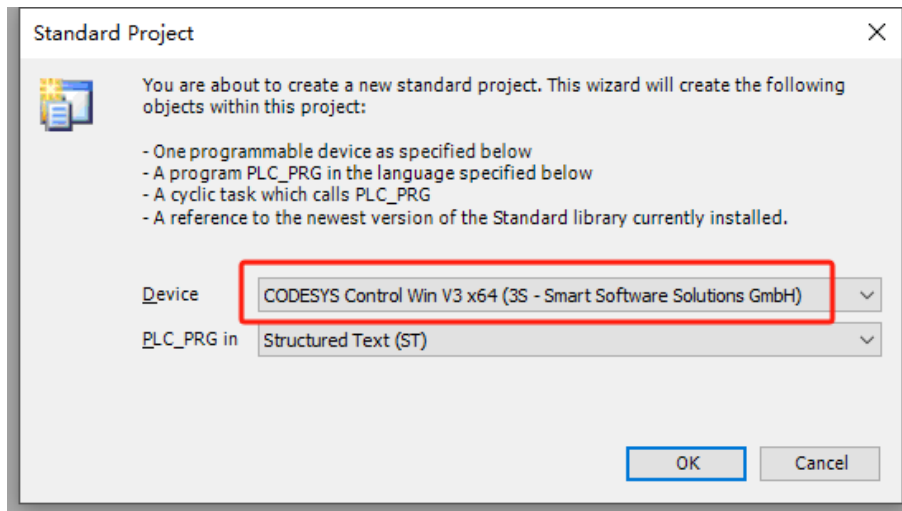 Standard Project
You are about to create a new standard project. This wizard will create the following
objects within this project:
- One programmable device as specified below
- A program PLC_PRG in the language specified below
- A cyclic task which calls PLC_PRG
- A reference to the newest version of the Standard library currently installed.
Device CODESYS Control Win V3 x64 (3S - Smart Software Solutions GmbH)
PLC_PRG in Structured Text (ST)
OK Cancel